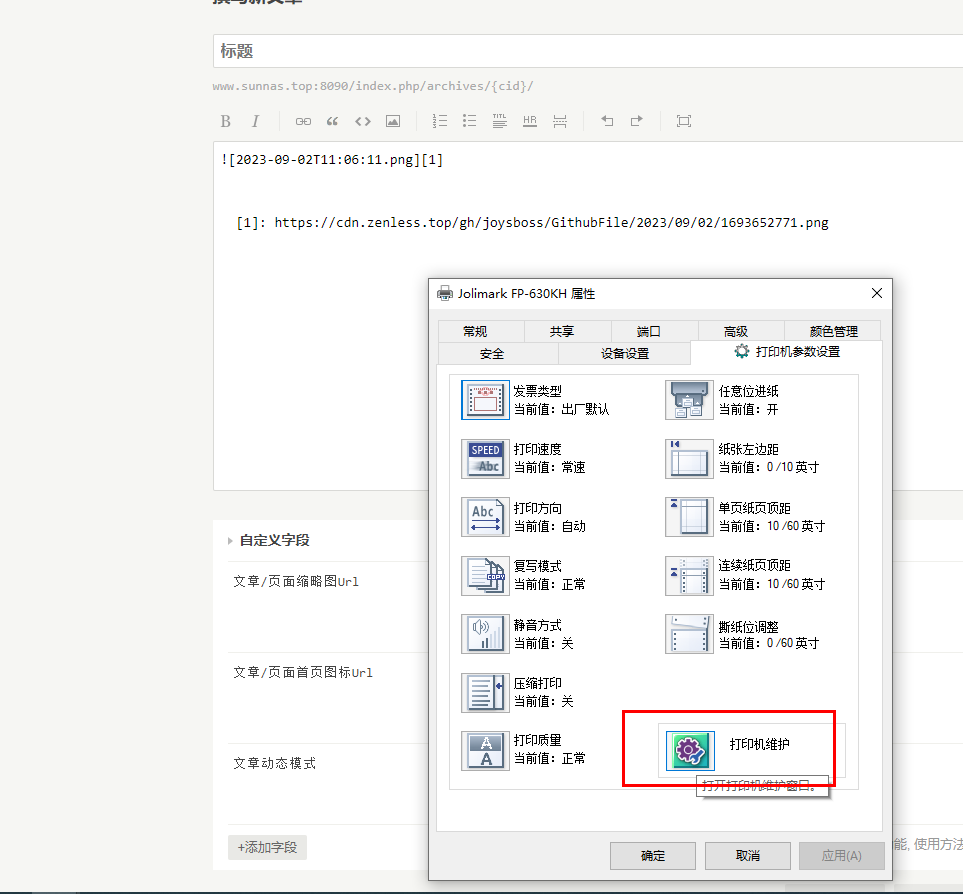 撰写新文章
标题
www.sunnas.top:8090/index.php/archives/{cid}/
B I TITL HR
![2023-09-02T11:06:11.png][1]
[1]: https://cdn.zenless.top/gh/joysboss/GithubFile/2023/09/02/1693652771.png
Jolimark FP-630KH 属性
常规 共享 端口 高级 颜色管理
安全 设备设置 打印机参数设置
发票类型
当前值：出厂默认
任意位进纸
当前值：开
SPEED
Abc
打印速度
当前值：常速
纸张左边距
当前值：0 /10 英寸
Abc
打印方向
当前值：自动
单页纸页顶距
当前值：10 /60 英寸
COPY
复写模式
当前值：正常
连续纸页顶距
当前值：10 /60 英寸
静音方式
当前值：关
撕纸位调整
当前值：0 /60 英寸
压缩打印
当前值：关
A
A
打印质量
当前值：正常
打印机维护
打开打印机维护窗口。
确定 取消 应用(A)
自定义字段
文章/页面缩略图Url
文章/页面首页图标Url
文章动态模式
+添加字段
能, 使用方法